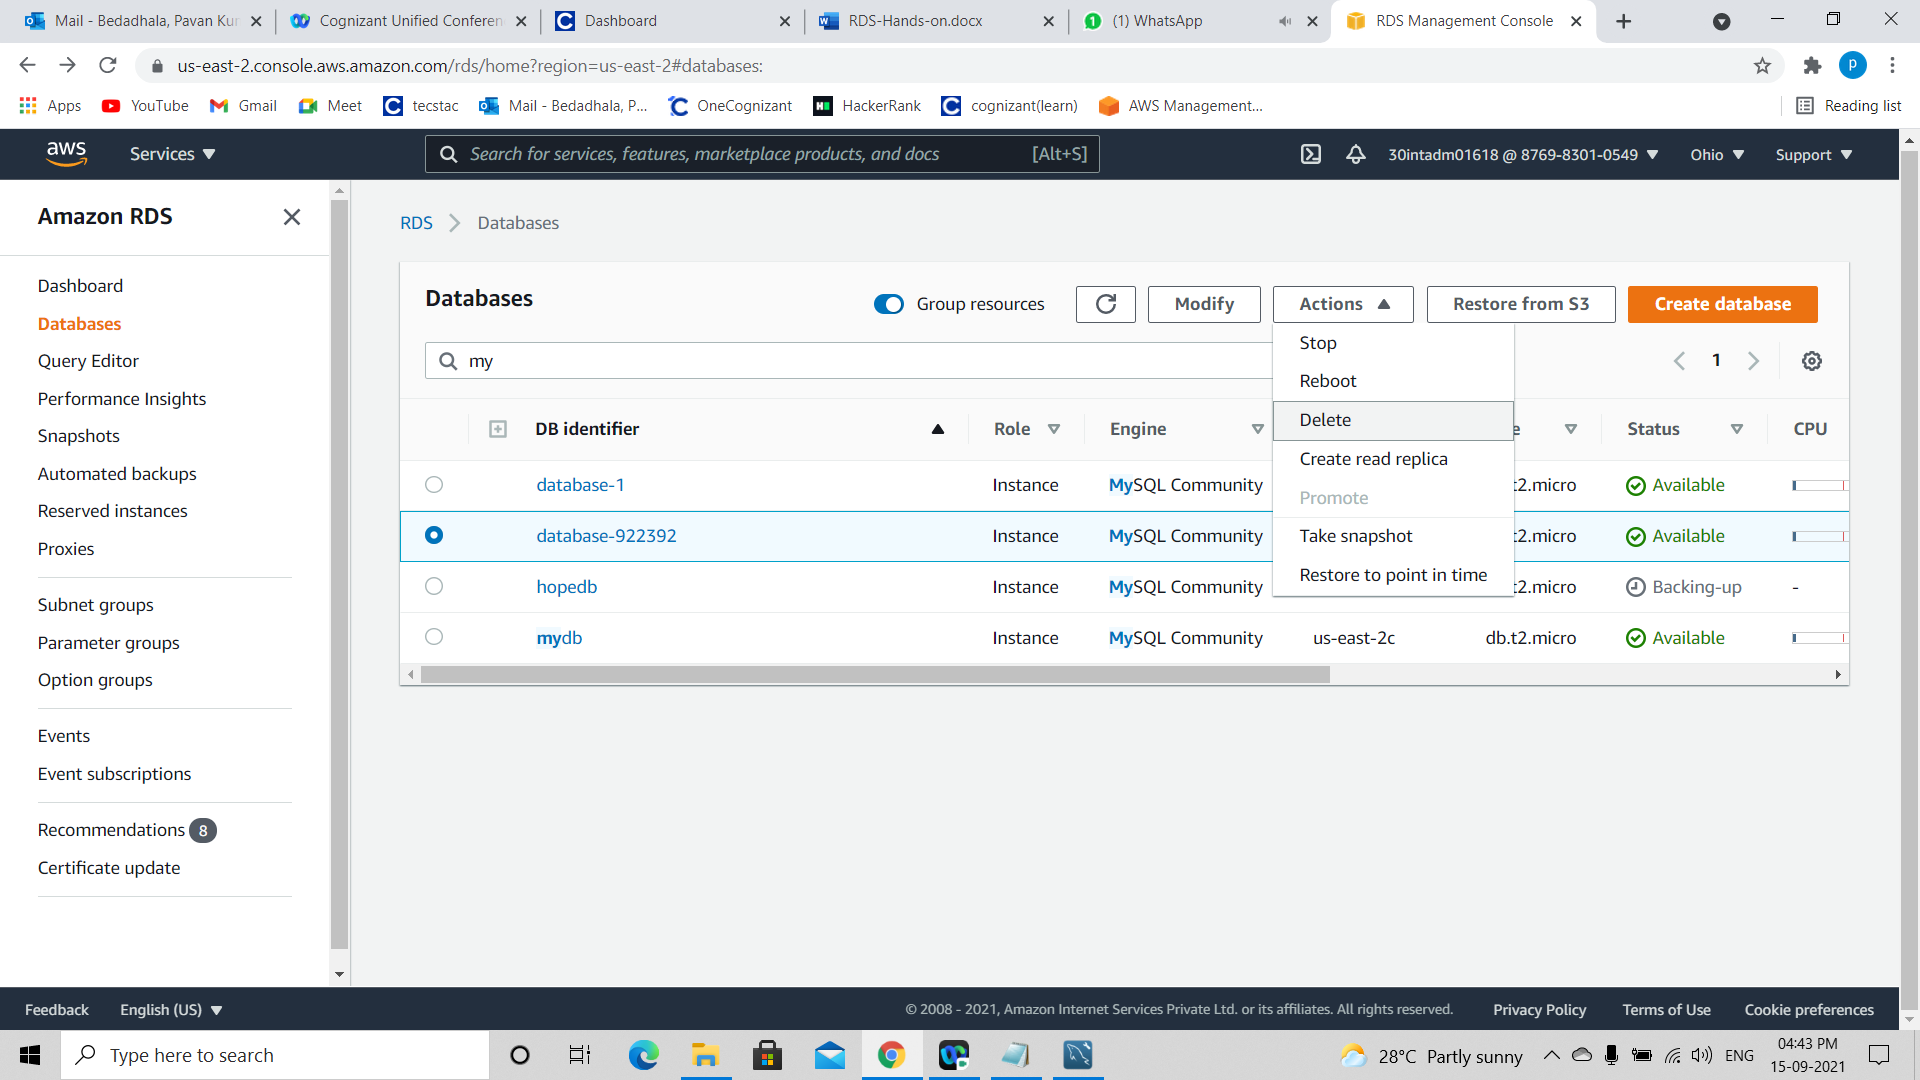 Mail - Bedadhala, Pavan Kur
Cognizant Unified Conferen
Dashboard
RDS-Hands-on.docx
(1) WhatsApp
RDS Management Console
us-east-2.console.aws.amazon.com/rds/home?region=us-east-2#databases:
p
Apps
YouTube
Gmail
Meet
tecstac
Mail - Bedadhala, P...
OneCognizant
HackerRank
cognizant(learn)
AWS Management...
Reading list
aws
Services
Search for services, features, marketplace products, and docs
[Alt+S]
30intadm01618 @ 8769-8301-0549
Ohio
Support
Amazon RDS
Dashboard
Databases
Query Editor
Performance Insights
Snapshots
Automated backups
Reserved instances
Proxies
Subnet groups
Parameter groups
Option groups
Events
Event subscriptions
Recommendations 8
Certificate update
RDS > Databases
Databases
Group resources
Modify
Actions
Restore from S3
Create database
my
1
Stop
Reboot
Delete
Create read replica
Promote
Take snapshot
Restore to point in time
DB identifier
Role
Engine
Status
CPU
database-1 Instance MySQL Community t2.micro Available
database-922392 Instance MySQL Community t2.micro Available
hopedb Instance MySQL Community t2.micro Backing-up -
mydb Instance MySQL Community us-east-2c db.t2.micro Available
Feedback
English (US)
© 2008 - 2021, Amazon Internet Services Private Ltd. or its affiliates. All rights reserved.
Privacy Policy
Terms of Use
Cookie preferences
Type here to search
28°C Partly sunny
ENG
04:43 PM
15-09-2021